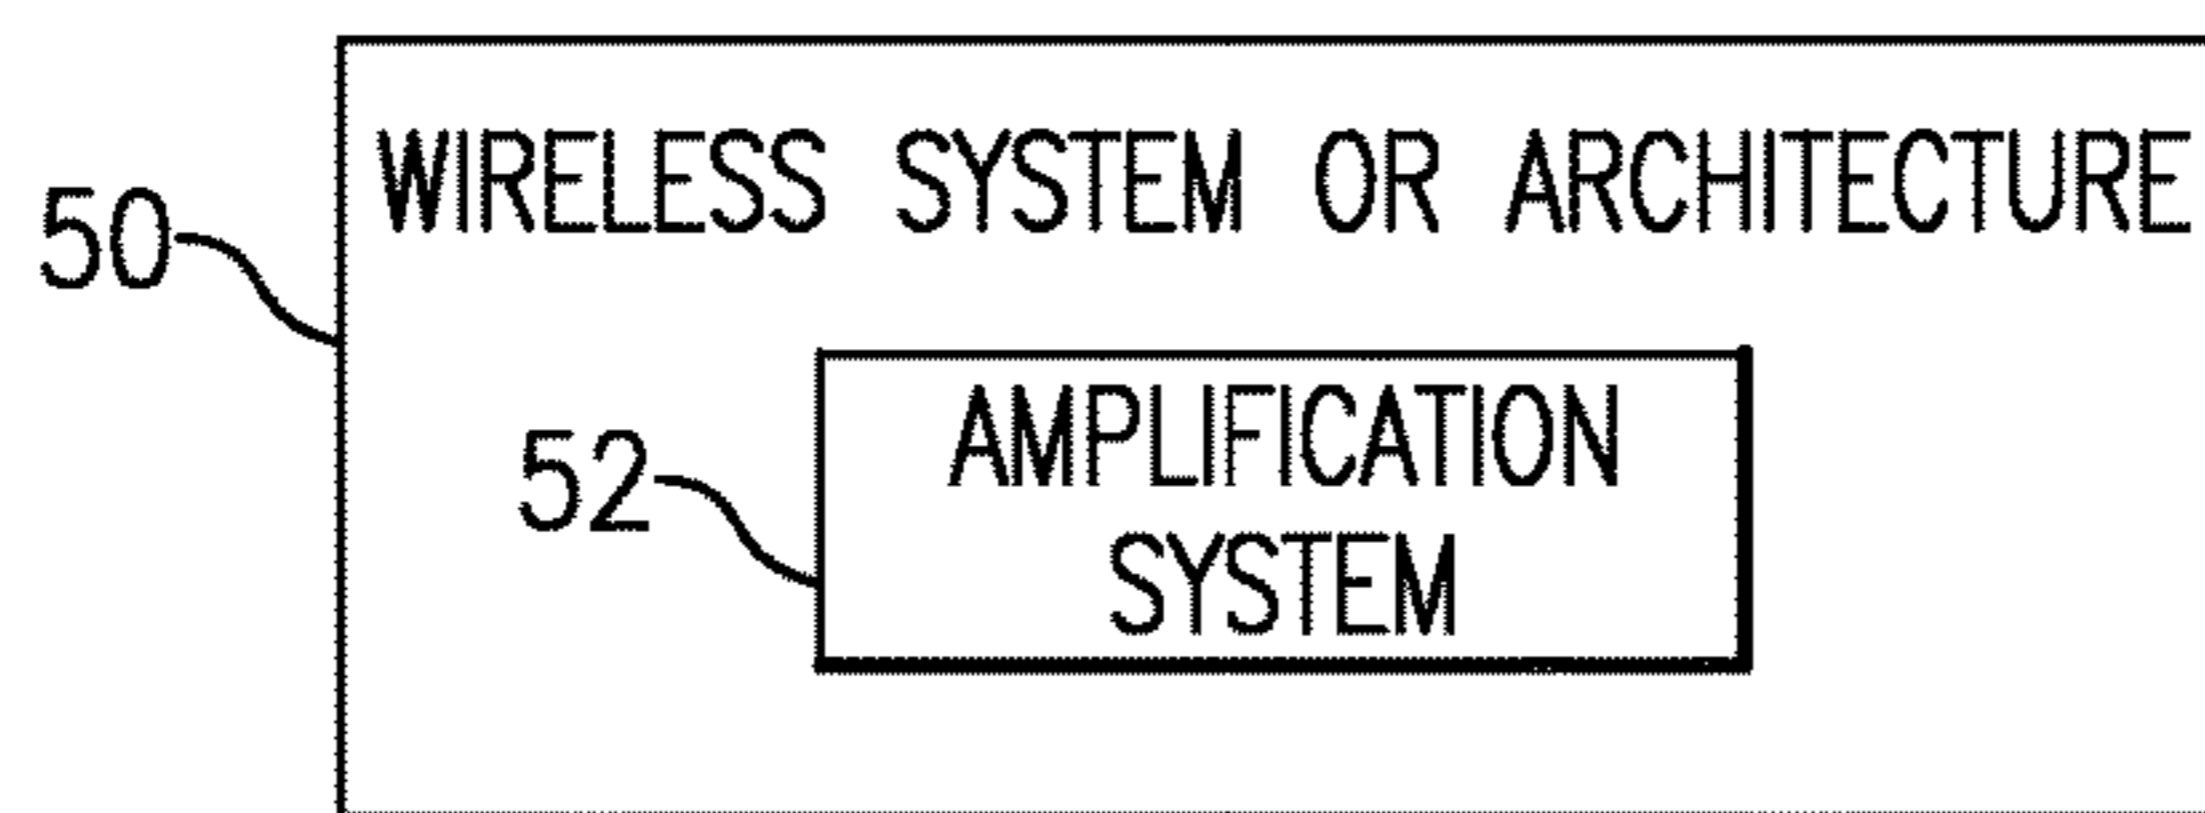 WIRELESS SYSTEM OR ARCHITECTURE
50
AMPLIFICATION
52
SYSTEM